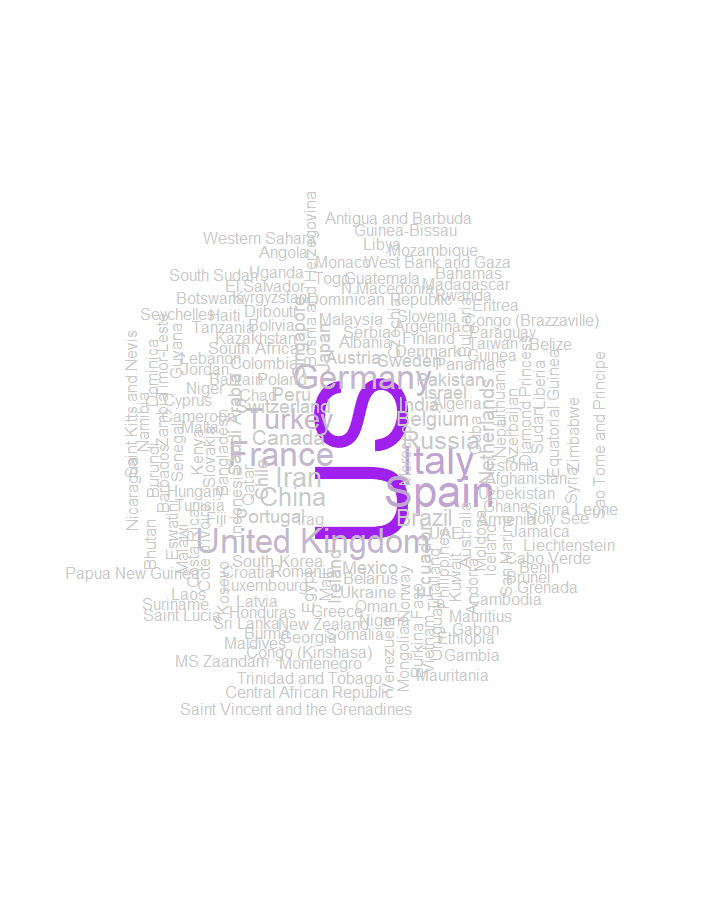 Antigua and Barbuda
Guinea-Bissau
Western Sahara
Libya
Angola
Mozambique
Bosnia and Herzegovina
Monaco
West Bank and Gaza
South Sudan
Uganda
Togo
Guatemala
Bahamas
El Salvador
N.Macedonia
Madagascar
Botswana
Kyrgyzstan
Dominican Republic
Rwanda
Eritrea
Seychelles
Haiti
Djibouti
Singapore
Japan
Malaysia
Slovenia
Bulgaria
Congo (Brazzaville)
Tanzania
Bolivia
Serbia
Czechia
Argentina
Paraguay
Kazakhstan
Albania
Finland
Taiwan*
Belize
South Africa
Austria
Denmark
Guinea
Lebanon
Colombia
Sweden
Panama
Jordan
Bahrain
Poland
Germany
Pakistan
Niger
Chad
Peru
Israel
Cyprus
Switzerland
India
Algeria
Cameroon
Turkey
Belgium
Malta
Canada
Russia
US
France
Italy
Estonia
Iran
Afghanistan
Hungary
China
Spain
Uzbekistan
Tunisia
Ghana
Sierra Leone
Fiji
Portugal
Iraq
Brazil
Armenia
Holy See
United Kingdom
Jamaica
Liechtenstein
South Korea
Cabo Verde
Papua New Guinea
Croatia
Romania
Mexico
Benin
Luxembourg
Belarus
Brunei
Laos
Ukraine
Grenada
Suriname
Latvia
Oman
Cambodia
Saint Lucia
Honduras
Greece
Nigeria
Mauritius
Sri Lanka
New Zealand
Gabon
Burma
Georgia
Somalia
Ethiopia
Maldives
Congo (Kinshasa)
Gambia
MS Zaandam
Montenegro
Mauritania
Trinidad and Tobago
Central African Republic
Saint Vincent and the Grenadines
Saint Kitts and Nevis
Nicaragua
Namibia
Dominica
Burundi
Bhutan
Timor-Leste
Zambia
Barbados
Guyana
Senegal
Eswatini
Malawi
Kenya
Costa Rica
Slovakia
Cote d'Ivoire
Bangladesh
Kosovo
Saudi Arabia
Indonesia
Qatar
Chile
Egypt
Mali
Ireland
Morocco
Norway
Venezuela
Mongolia
Burkina Faso
Ecuador
Vietnam
Thailand
Uruguay
Philippines
Kuwait
Australia
Cuba
Andorra
Moldova
Netherlands
Iceland
Lithuania
Nepal
San Marino
Azerbaijan
Diamond Princess
Sudan
Liberia
Equatorial Guinea
Zimbabwe
Syria
Sao Tome and Principe